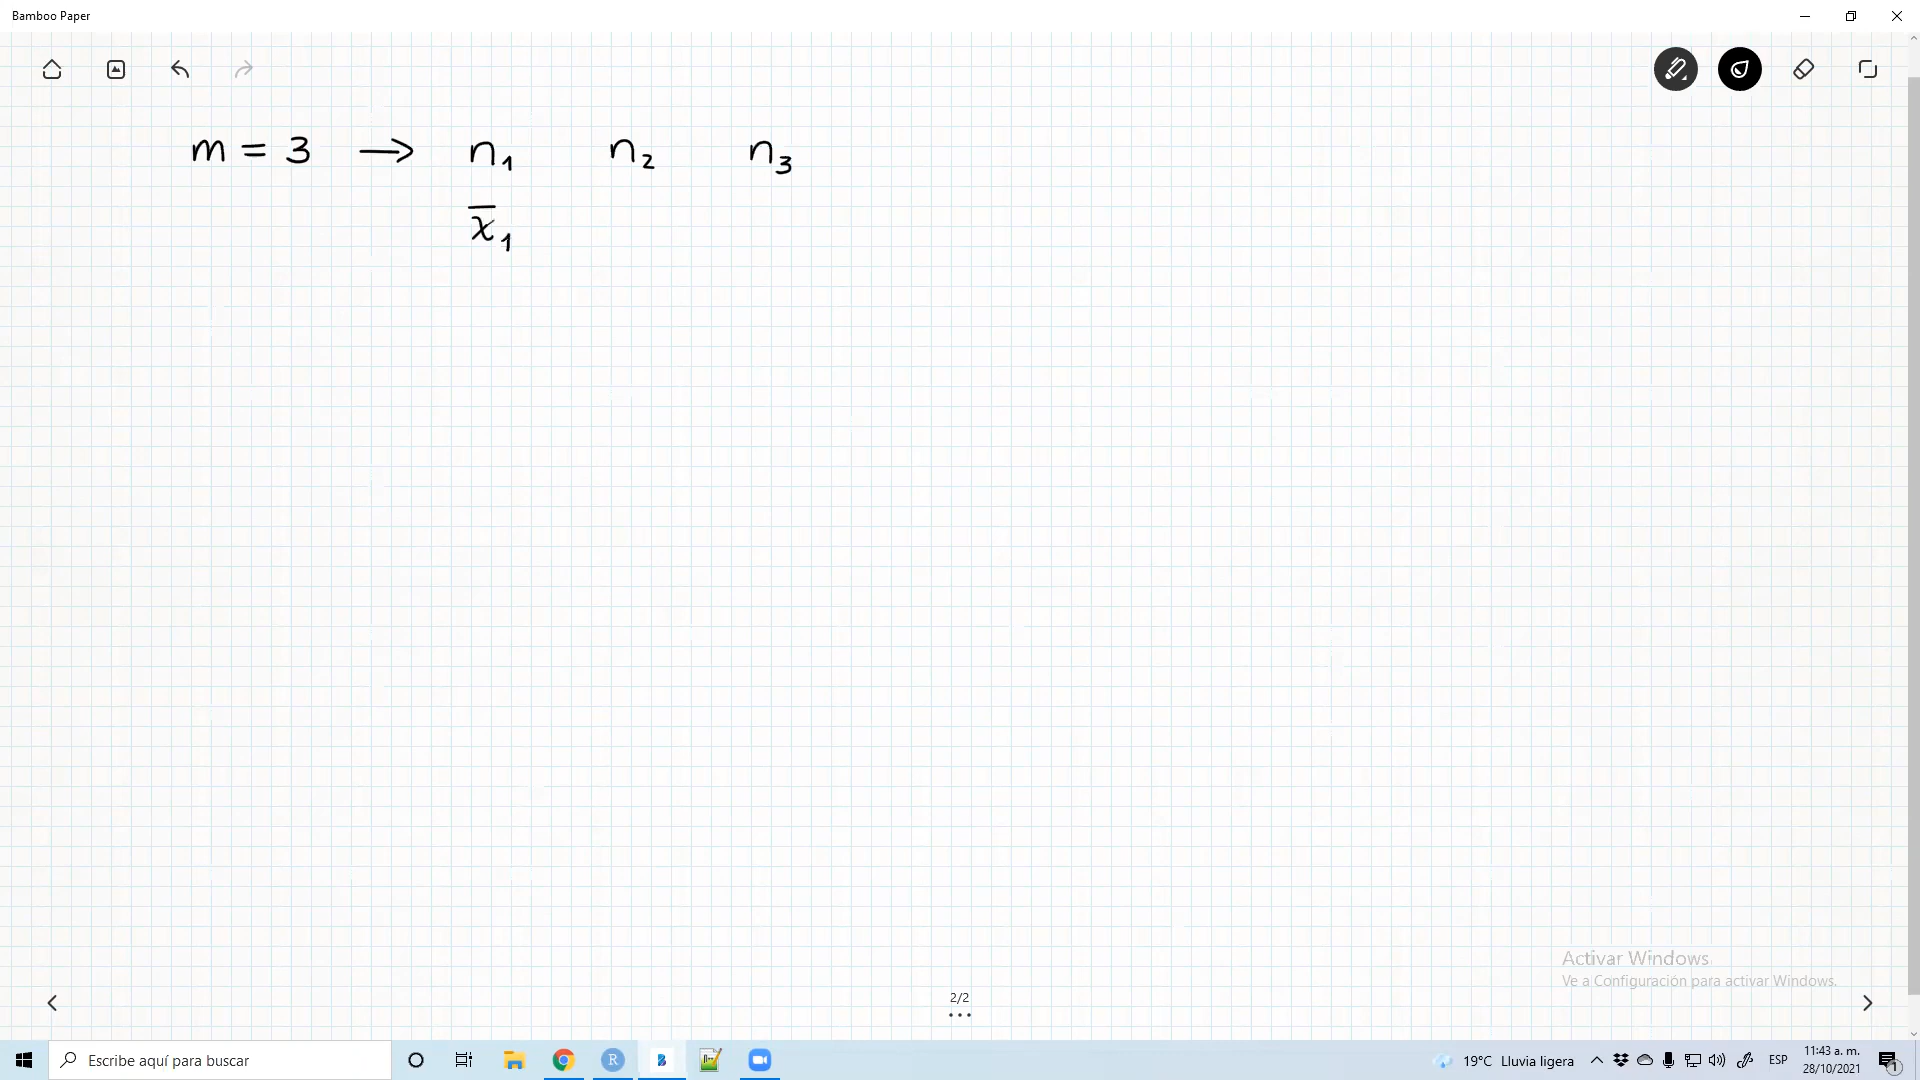 Bamboo Paper
m = 3 → n₁ n₂ n₃
x̅₁
Activar Windows
Ve a Configuración para activar Windows.
2/2
Escribe aquí para buscar
19°C Lluvia ligera
ESP
11:43 a. m.
28/10/2021
1